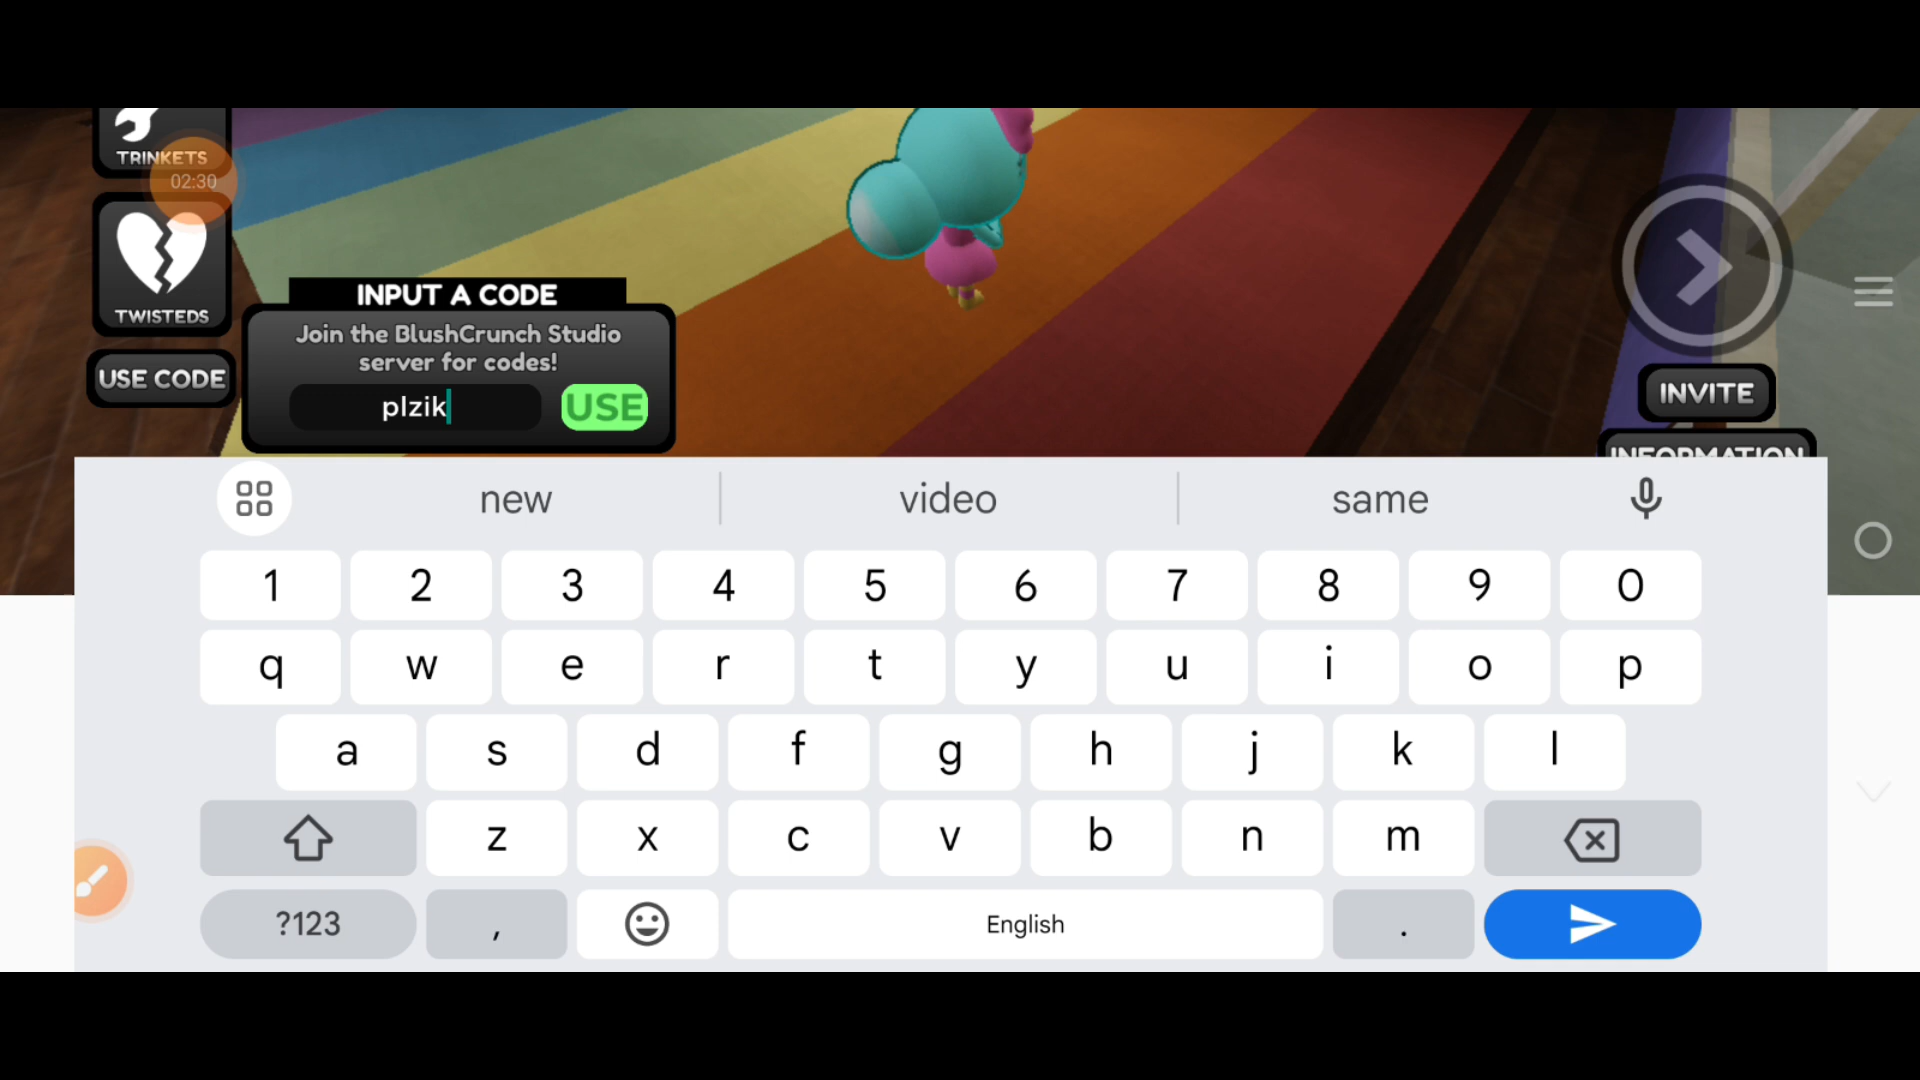 TRINKETS
02:30
TWISTEDS
USE CODE
INPUT A CODE
Join the BlushCrunch Studio
server for codes!
plzik
USE
INVITE
INFORMATION
new video same
1 2 3 4 5 6 7 8 9 0
q w e r t y u i o p
a s d f g h j k l
z x c v b n m
?123 , English .